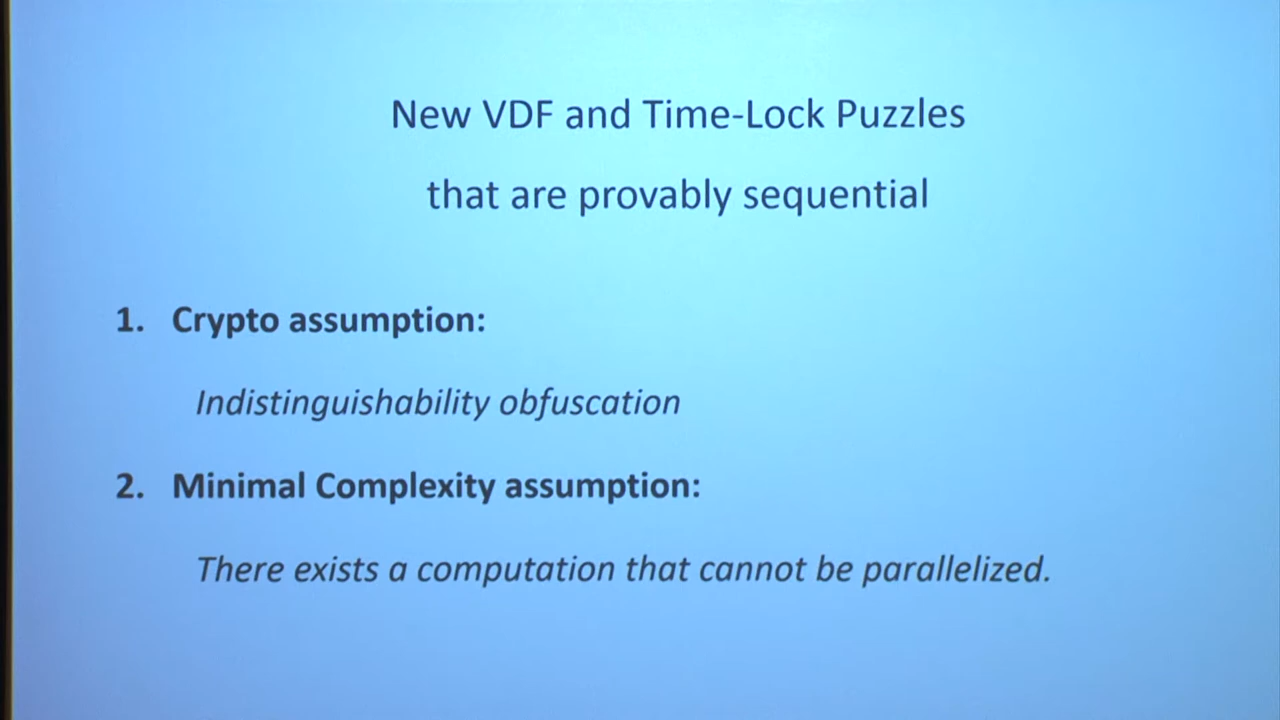 New VDF and Time-Lock Puzzles
that are provably sequential
1. Crypto assumption:
Indistinguishability obfuscation
2. Minimal Complexity assumption:
There exists a computation that cannot be parallelized.